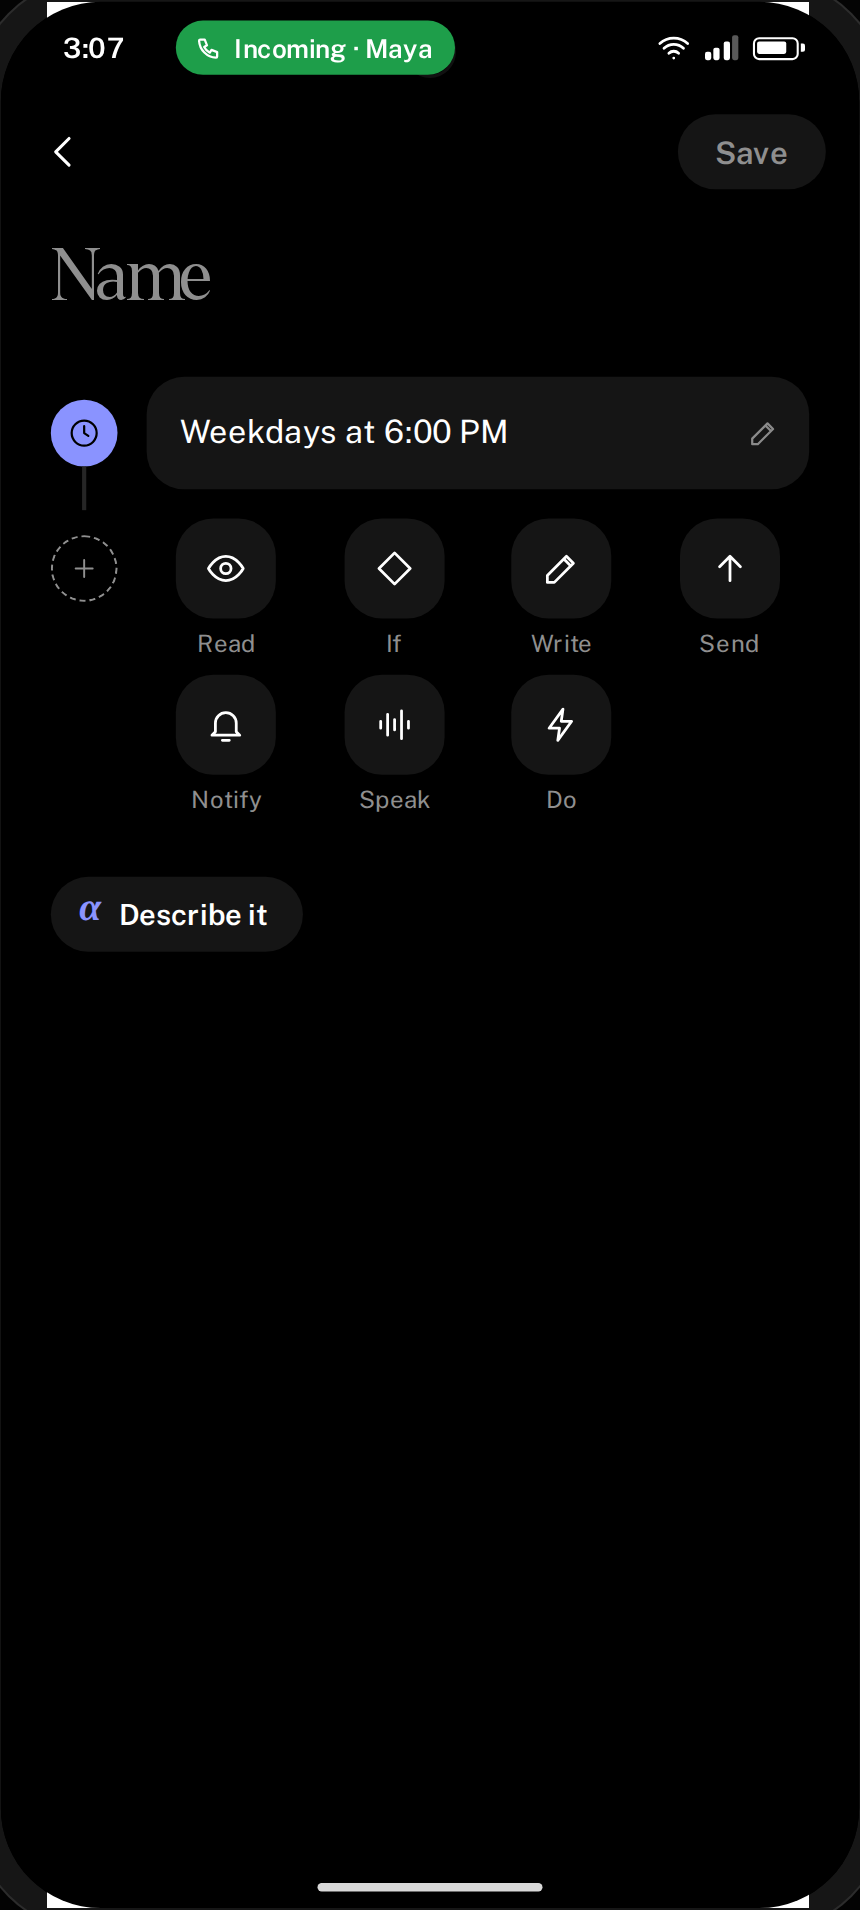 3:07
Incoming · Maya
Save
Name
Weekdays at 6:00 PM
Read If Write Send
Notify Speak Do
α Describe it